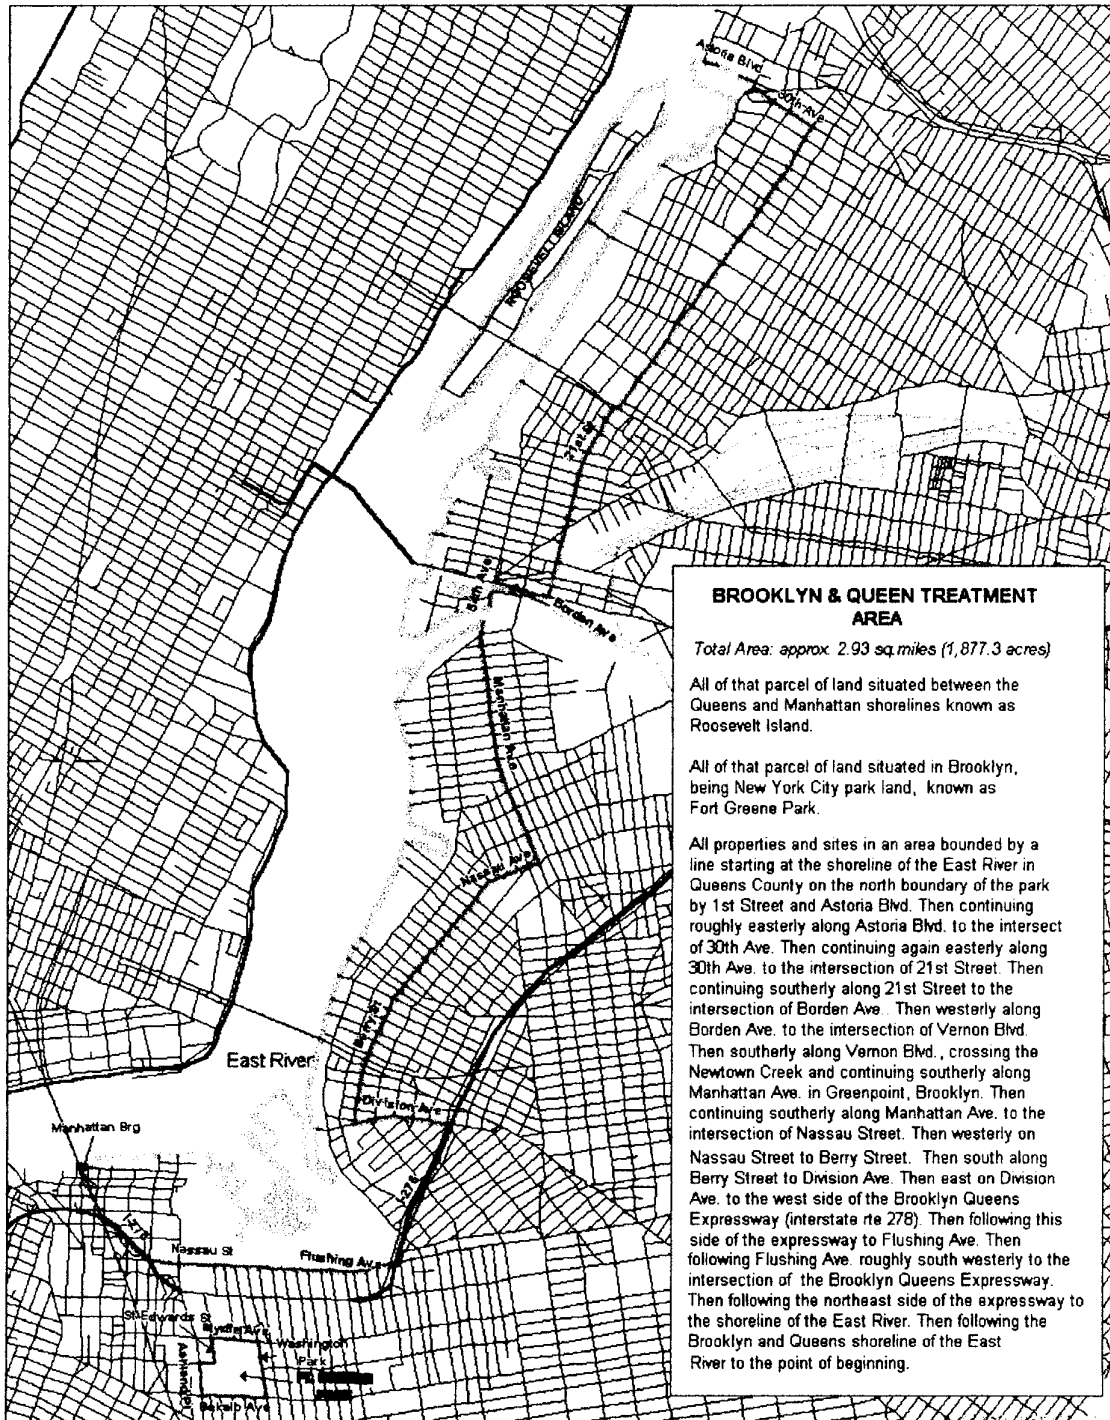 Astoria Blvd.
30th Ave
ROOSEVELT ISLAND
21st St
54th Ave
Borden Ave
Manhattan Ave
Nassau Ave
Berry St
East River
Division Ave
Manhattan Brg
I-278
I-278
Nassau St
Flushing Ave
St Edwards St
Myrtle Ave
Washington
Park
Ashland Pl
Dekalb Ave
BROOKLYN & QUEEN TREATMENT
AREA
Total Area: approx. 2.93 sq.miles (1,877.3 acres)
All of that parcel of land situated between the
Queens and Manhattan shorelines known as
Roosevelt Island.
All of that parcel of land situated in Brooklyn,
being New York City park land, known as
Fort Greene Park.
All properties and sites in an area bounded by a
line starting at the shoreline of the East River in
Queens County on the north boundary of the park
by 1st Street and Astoria Blvd. Then continuing
roughly easterly along Astoria Blvd. to the intersect
of 30th Ave. Then continuing again easterly along
30th Ave. to the intersection of 21st Street. Then
continuing southerly along 21st Street to the
intersection of Borden Ave.. Then westerly along
Borden Ave. to the intersection of Vernon Blvd.
Then southerly along Vernon Blvd., crossing the
Newtown Creek and continuing southerly along
Manhattan Ave. in Greenpoint, Brooklyn. Then
continuing southerly along Manhattan Ave. to the
intersection of Nassau Street. Then westerly on
Nassau Street to Berry Street. Then south along
Berry Street to Division Ave. Then east on Division
Ave. to the west side of the Brooklyn Queens
Expressway (interstate rte 278). Then following this
side of the expressway to Flushing Ave. Then
following Flushing Ave. roughly south westerly to the
intersection of the Brooklyn Queens Expressway.
Then following the northeast side of the expressway to
the shoreline of the East River. Then following the
Brooklyn and Queens shoreline of the East
River to the point of beginning.